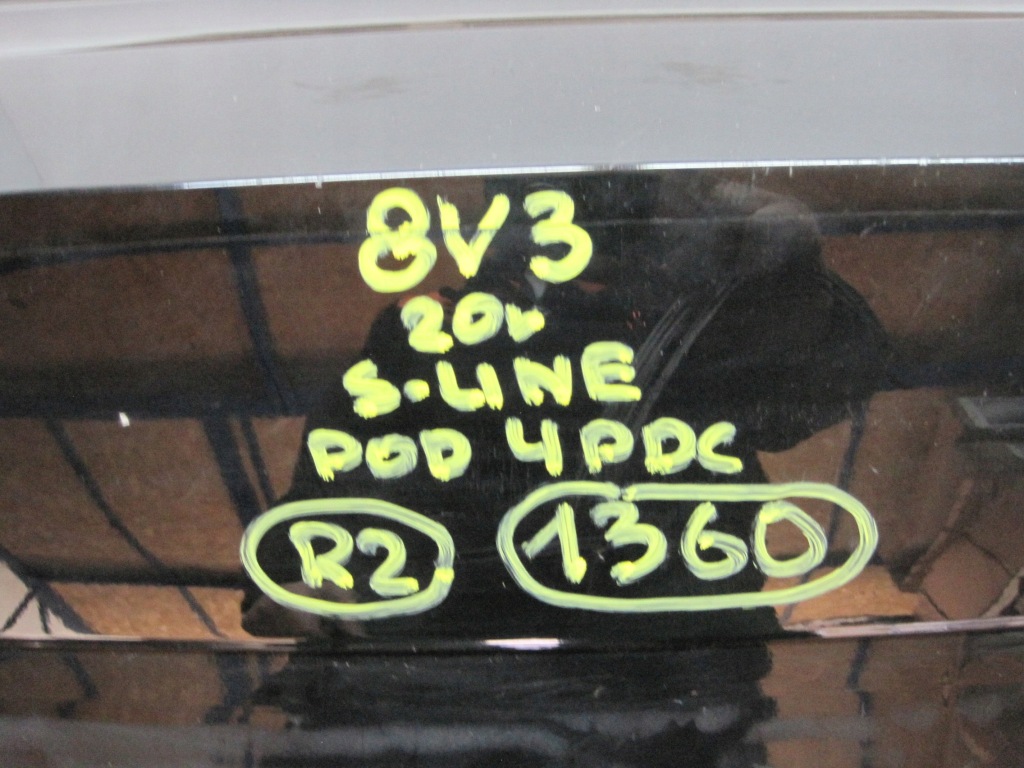 8V3
20r
S-LINE
POD 4PDC
R2 1360